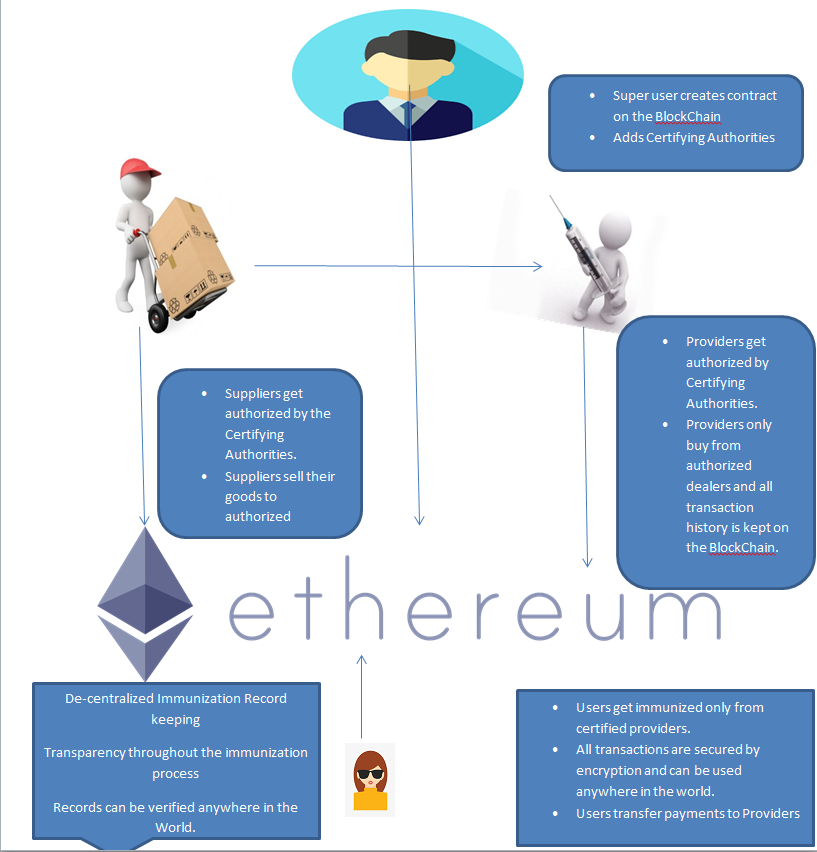 • Super user creates contract
on the BlockChain
• Adds Certifying Authorities
• Suppliers get
authorized by the
Certifying
Authorities.
• Suppliers sell their
goods to
authorized
• Providers get
authorized by
Certifying
Authorities.
• Providers only
buy from
authorized
dealers and all
transaction
history is kept on
the BlockChain.
ethereum
De-centralized Immunization Record
keeping
Transparency throughout the immunization
process
Records can be verified anywhere in the
World.
• Users get immunized only from
certified providers.
• All transactions are secured by
encryption and can be used
anywhere in the world.
• Users transfer payments to Providers